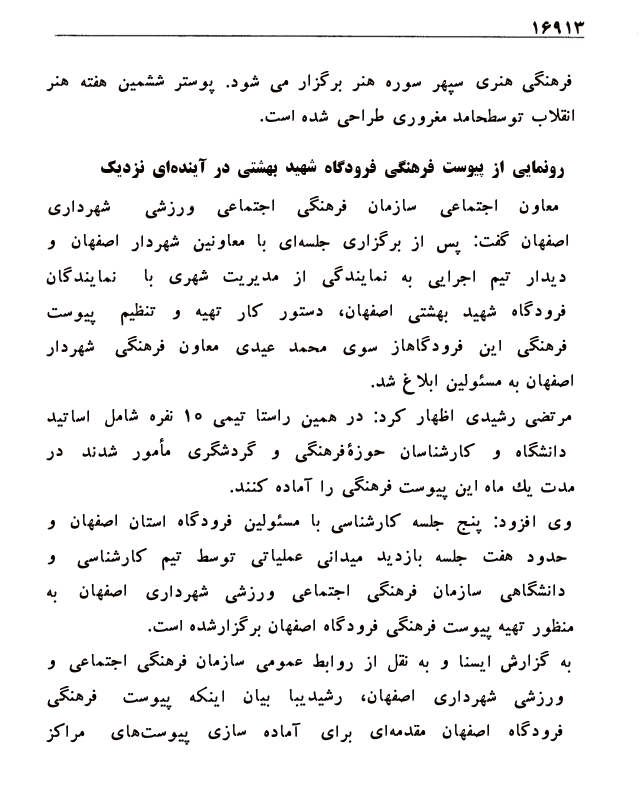 ۱۶۹۱۳
فرهنگی هنری سپهر سوره هنر برگزار می شود. پوستر ششمین هفته هنر
انقلاب توسطحامد مغروری طراحی شده است.
رونمایی از پیوست فرهنگی فرودگاه شهید بهشتی در آینده‌ای نزدیک
معاون اجتماعی سازمان فرهنگی اجتماعی ورزشی شهرداری
اصفهان گفت: پس از برگزاری جلسه‌ای با معاونین شهردار اصفهان و
دیدار تیم اجرایی به نمایندگی از مدیریت شهری با نمایندگان
فرودگاه شهید بهشتی اصفهان، دستور کار تهیه و تنظیم پیوست
فرهنگی این فرودگاهاز سوی محمد عیدی معاون فرهنگی شهردار
اصفهان به مسئولین ابلاغ شد.
مرتضی رشیدی اظهار کرد: در همین راستا تیمی ۱۵ نفره شامل اساتید
دانشگاه و کارشناسان حوزهٔفرهنگی و گردشگری مأمور شدند در
مدت یك ماه این پیوست فرهنگی را آماده کنند.
وی افزود: پنج جلسه کارشناسی با مسئولین فرودگاه استان اصفهان و
حدود هفت جلسه بازدید میدانی عملیاتی توسط تیم کارشناسی و
دانشگاهی سازمان فرهنگی اجتماعی ورزشی شهرداری اصفهان به
منظور تهیه پیوست فرهنگی فرودگاه اصفهان برگزارشده است.
به گزارش ایسنا و به نقل از روابط عمومی سازمان فرهنگی اجتماعی و
ورزشی شهرداری اصفهان، رشیدیبا بیان اینکه پیوست فرهنگی
فرودگاه اصفهان مقدمه‌ای برای آماده سازی پیوست‌های مراکز